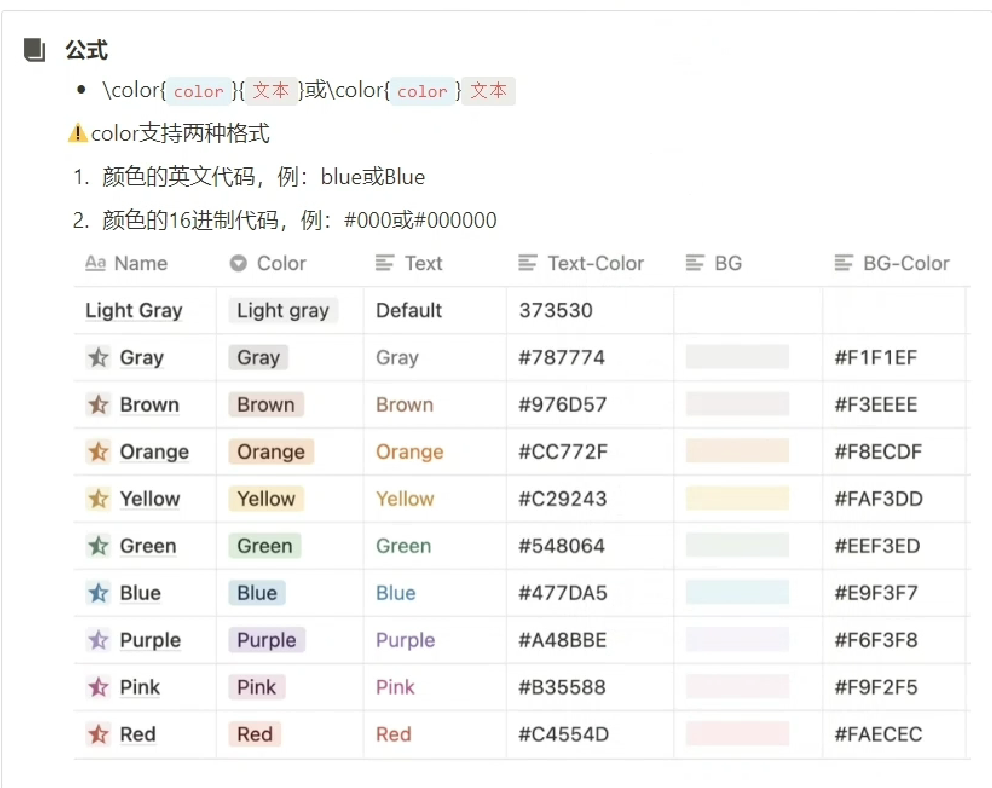 公式
\color{color}{文本}或\color{color}文本
⚠color支持两种格式
1. 颜色的英文代码，例：blue或Blue
2. 颜色的16进制代码，例：#000或#000000
Aa Name Color Text Text-Color BG BG-Color
Light Gray Light gray Default 373530
Gray Gray Gray #787774 #F1F1EF
Brown Brown Brown #976D57 #F3EEEE
Orange Orange Orange #CC772F #F8ECDF
Yellow Yellow Yellow #C29243 #FAF3DD
Green Green Green #548064 #EEF3ED
Blue Blue Blue #477DA5 #E9F3F7
Purple Purple Purple #A48BBE #F6F3F8
Pink Pink Pink #B35588 #F9F2F5
Red Red Red #C4554D #FAECEC